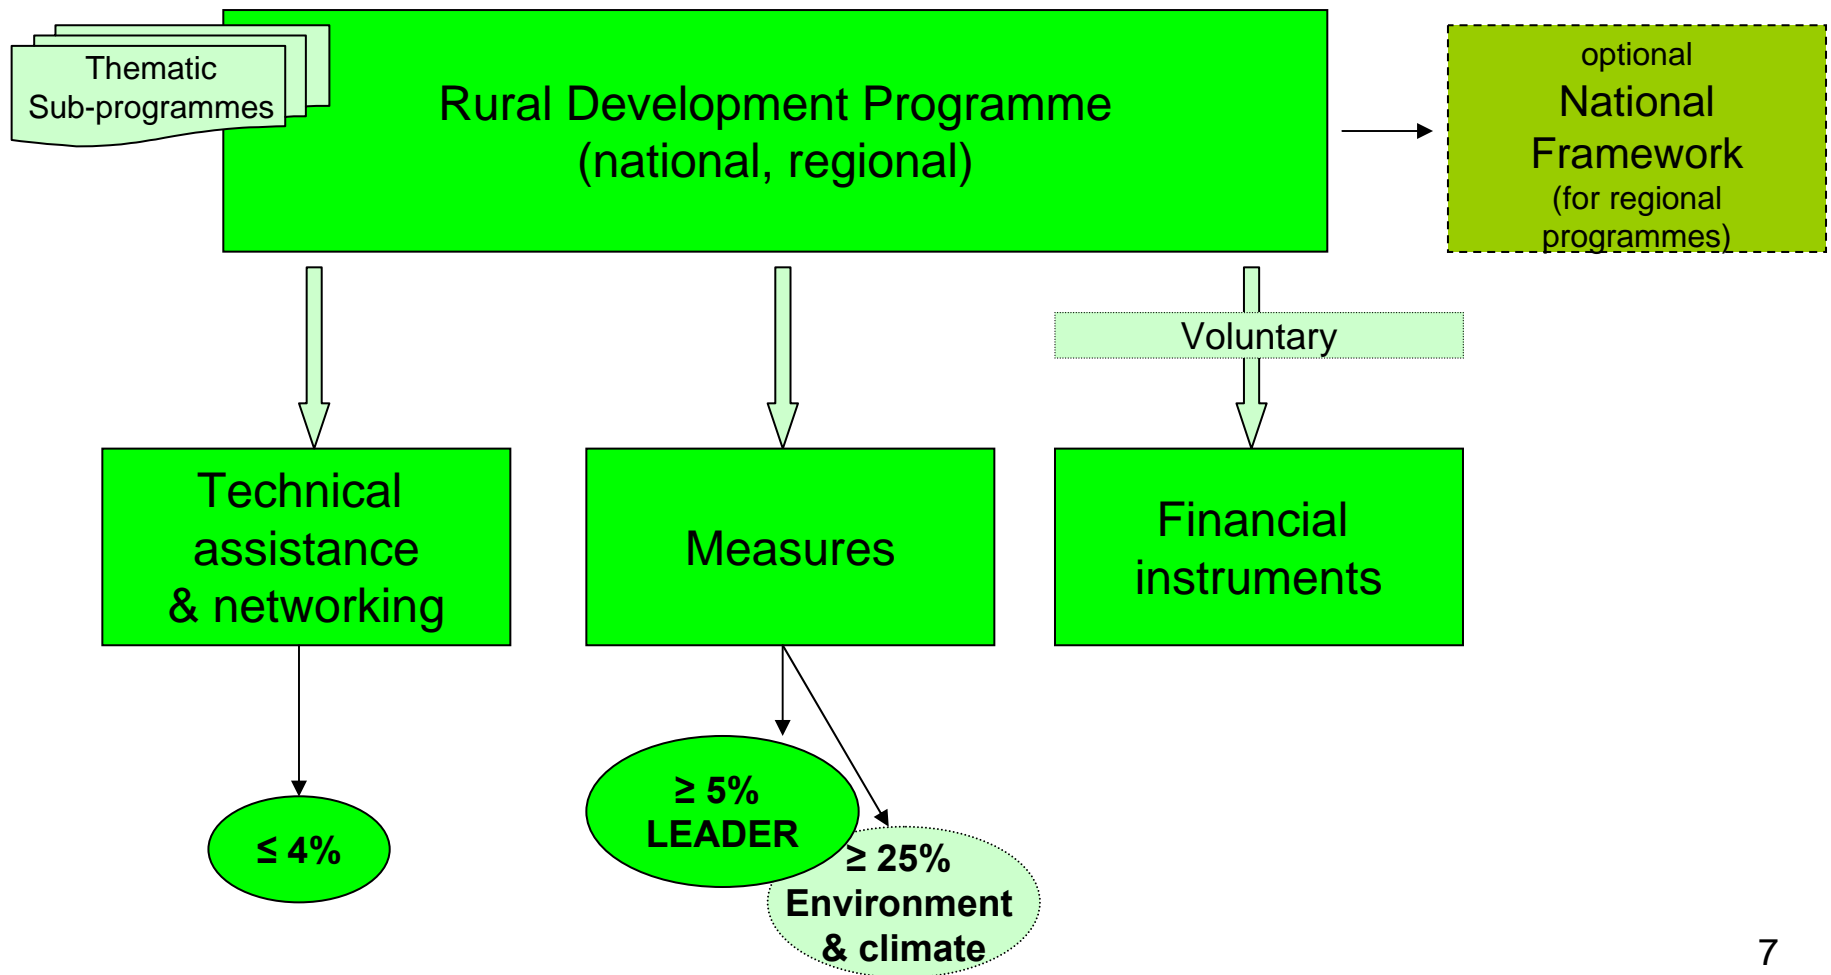 Thematic
Sub-programmes
Rural Development Programme
(national, regional)
optional
National
Framework
(for regional
programmes)
Voluntary
Technical
assistance
& networking
Measures
Financial
instruments
≤ 4%
≥ 5%
LEADER
≥ 25%
Environment
& climate
7